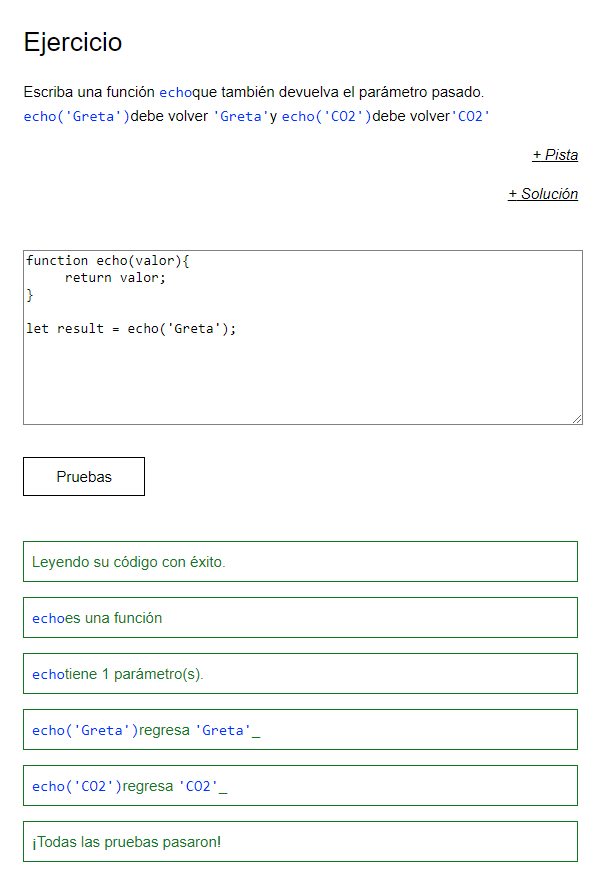 Ejercicio
Escriba una función echoque también devuelva el parámetro pasado.
echo('Greta')debe volver 'Greta'y echo('CO2')debe volver'CO2'
+ Pista
+ Solución
function echo(valor){
     return valor;
}
let result = echo('Greta');
Pruebas
Leyendo su código con éxito.
echoes una función
echotiene 1 parámetro(s).
echo('Greta')regresa 'Greta'_
echo('CO2')regresa 'CO2'_
¡Todas las pruebas pasaron!